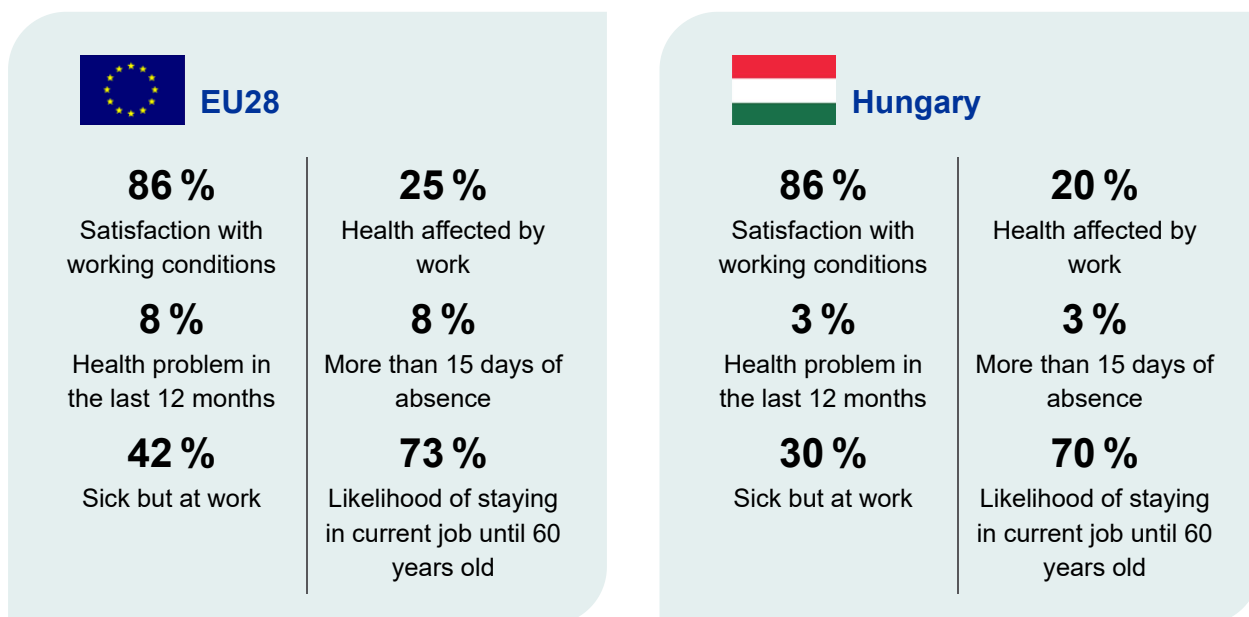 EU28
86 %
Satisfaction with
working conditions
25 %
Health affected by
work
8 %
Health problem in
the last 12 months
8 %
More than 15 days of
absence
42 %
Sick but at work
73 %
Likelihood of staying
in current job until 60
years old
Hungary
86 %
Satisfaction with
working conditions
20 %
Health affected by
work
3 %
Health problem in
the last 12 months
3 %
More than 15 days of
absence
30 %
Sick but at work
70 %
Likelihood of staying
in current job until 60
years old